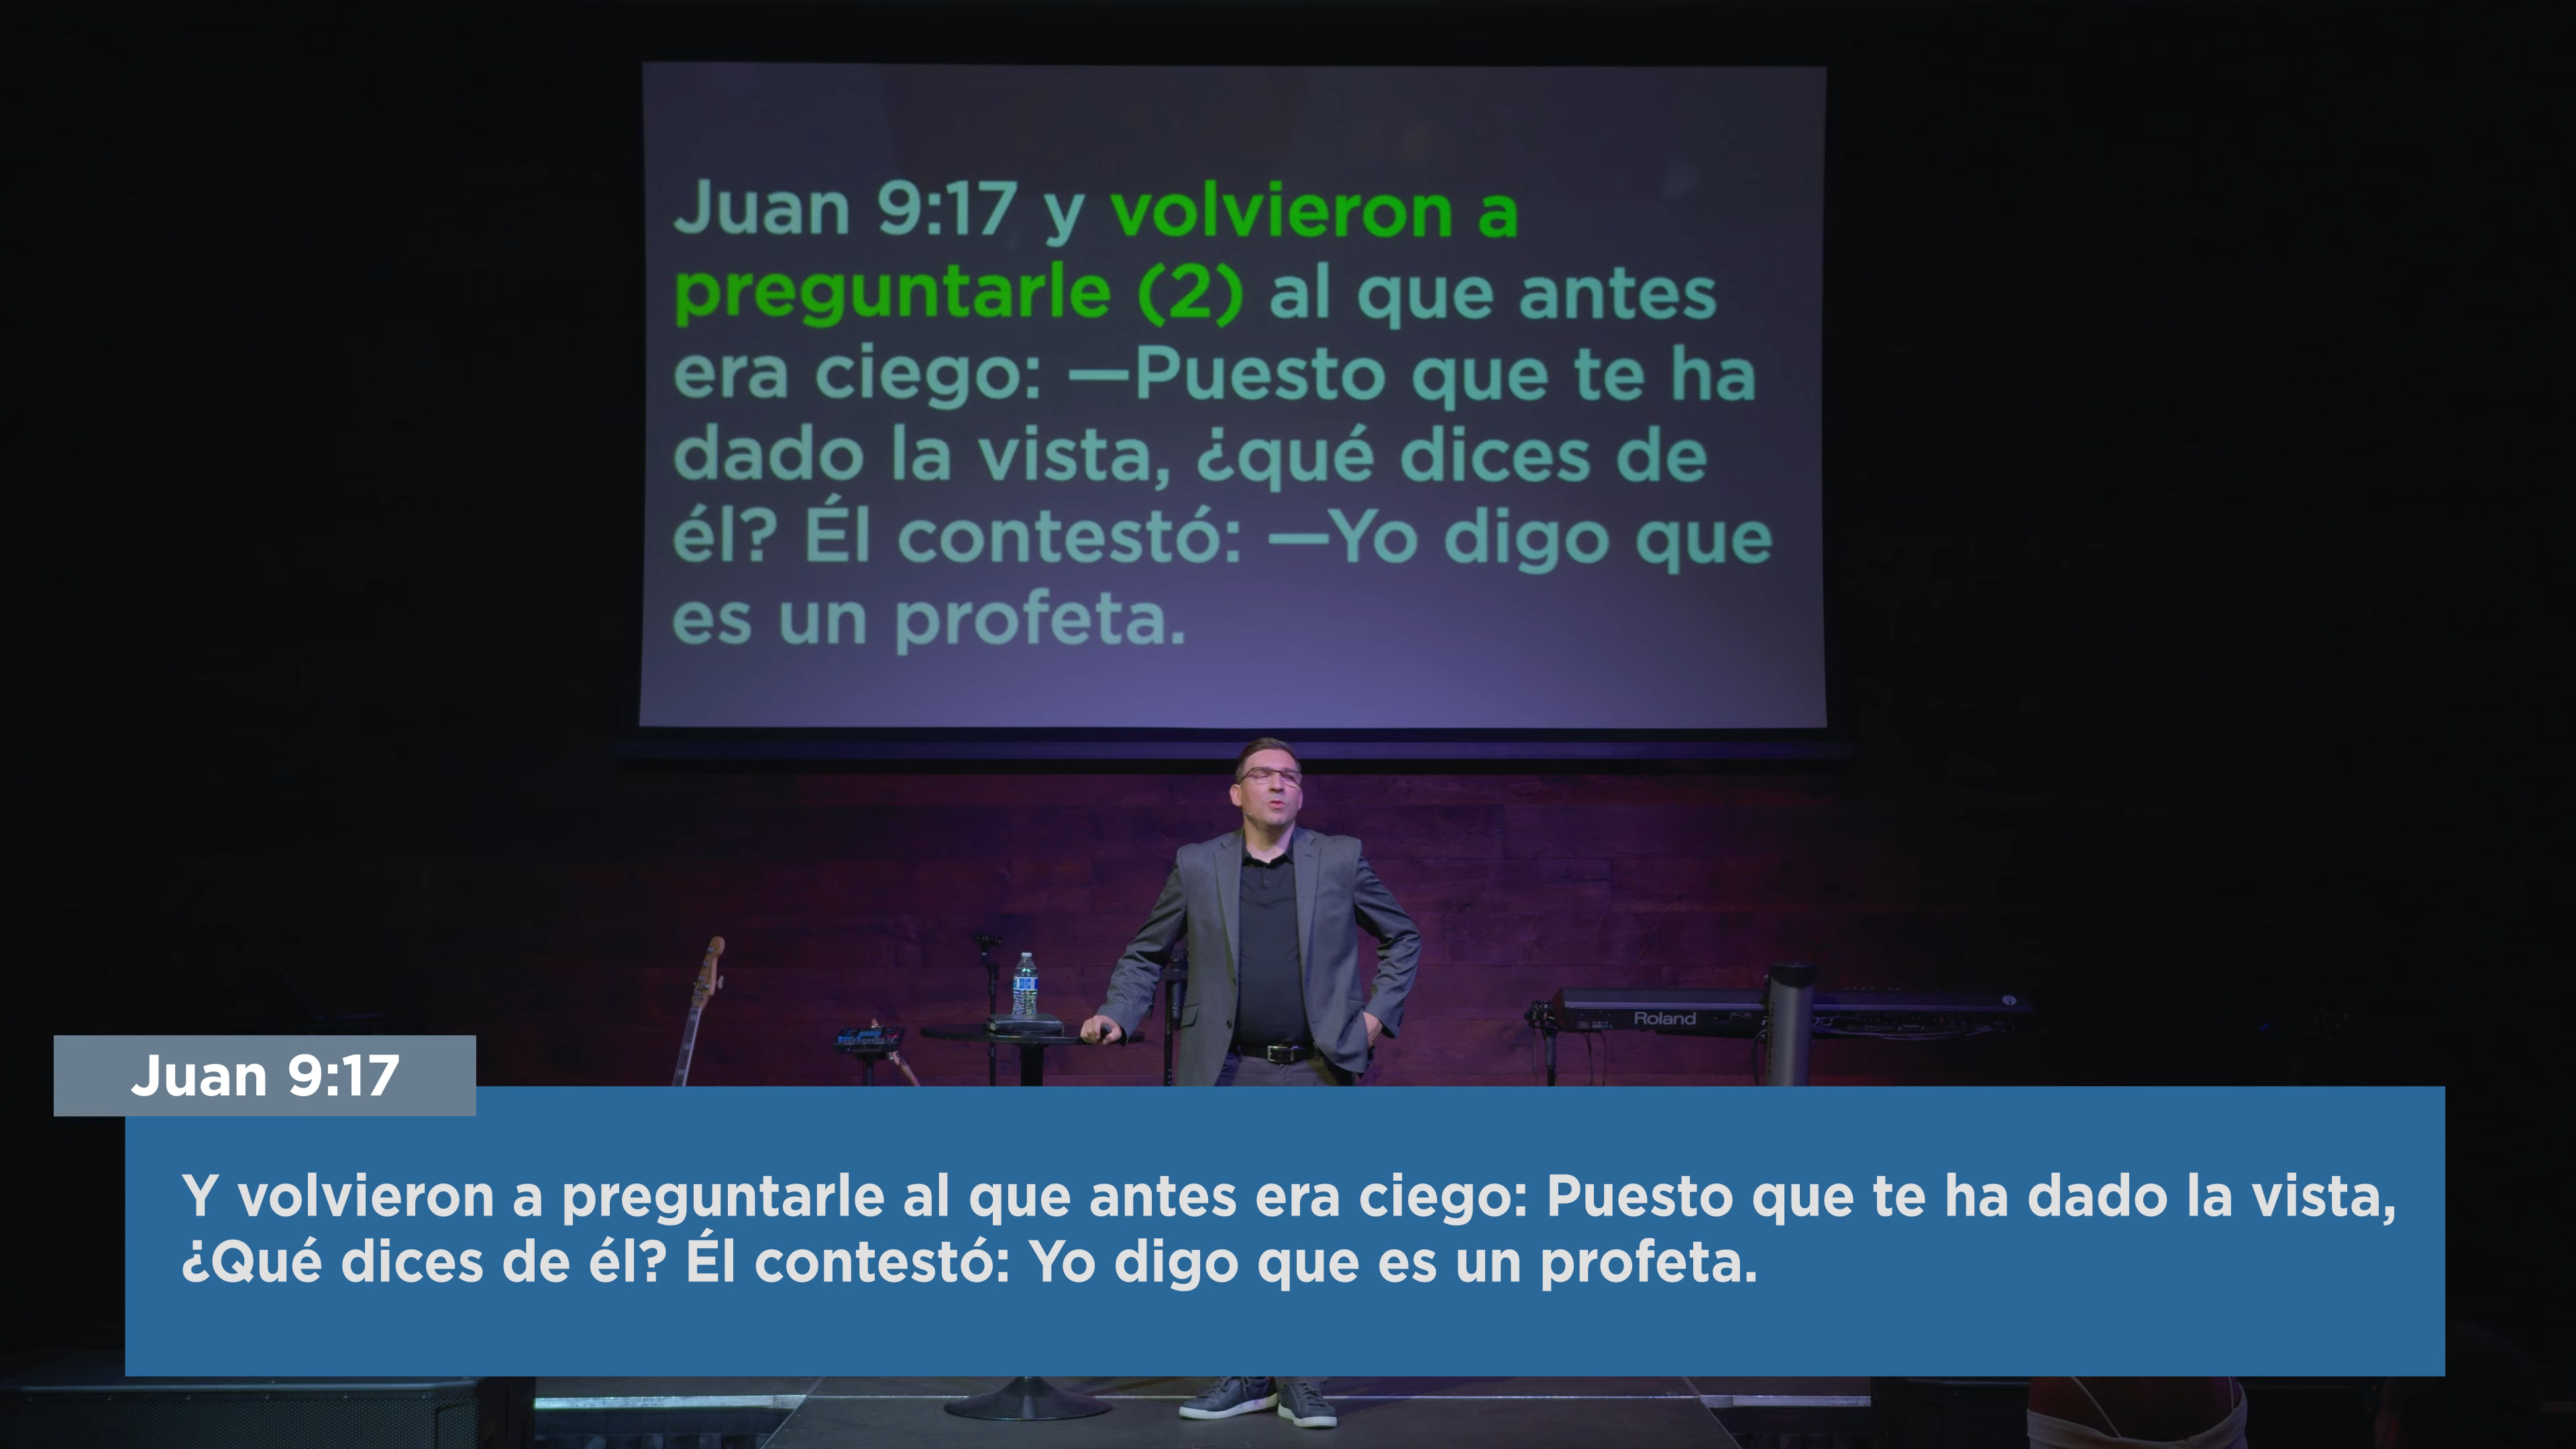 Juan 9:17 y volvieron a
preguntarle (2) al que antes
era ciego: —Puesto que te ha
dado la vista, ¿qué dices de
él? Él contestó: —Yo digo que
es un profeta.
Roland
Juan 9:17
Y volvieron a preguntarle al que antes era ciego: Puesto que te ha dado la vista,
¿Qué dices de él? Él contestó: Yo digo que es un profeta.